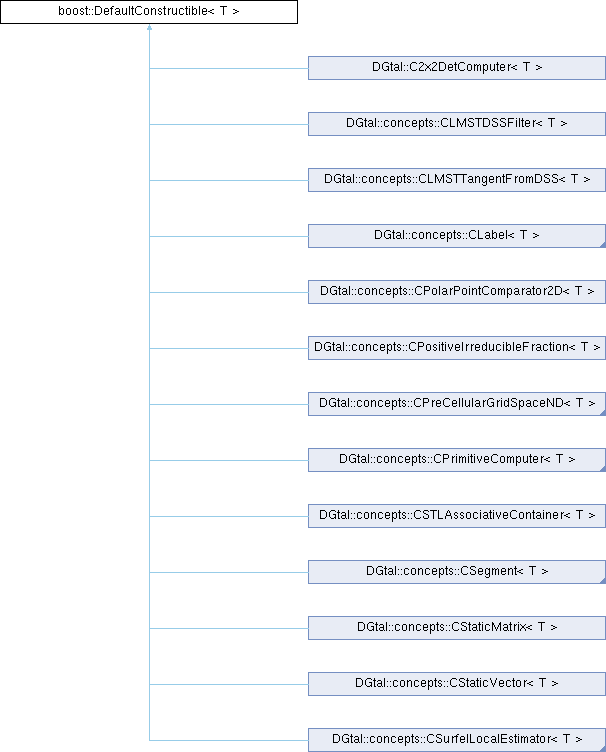 boost::DefaultConstructible< T >
DGtal::C2x2DetComputer< T >
DGtal::concepts::CLMSTDSSFilter< T >
DGtal::concepts::CLMSTTangentFromDSS< T >
DGtal::concepts::CLabel< T >
DGtal::concepts::CPolarPointComparator2D< T >
DGtal::concepts::CPositiveIrreducibleFraction< T >
DGtal::concepts::CPreCellularGridSpaceND< T >
DGtal::concepts::CPrimitiveComputer< T >
DGtal::concepts::CSTLAssociativeContainer< T >
DGtal::concepts::CSegment< T >
DGtal::concepts::CStaticMatrix< T >
DGtal::concepts::CStaticVector< T >
DGtal::concepts::CSurfelLocalEstimator< T >